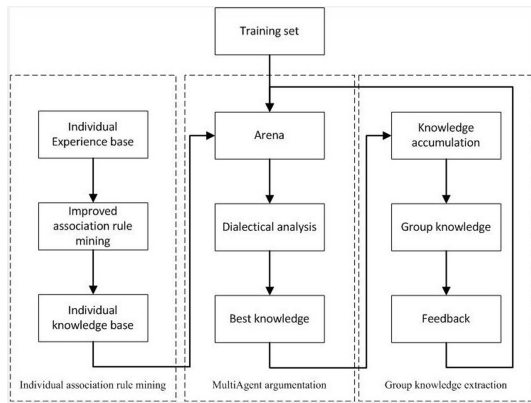 Training set
Individual
Experience base
Improved
association rule
mining
Individual
knowledge base
Individual association rule mining
Arena
Dialectical analysis
Best knowledge
MultiAgent argumentation
Knowledge
accumulation
Group knowledge
Feedback
Group knowledge extraction